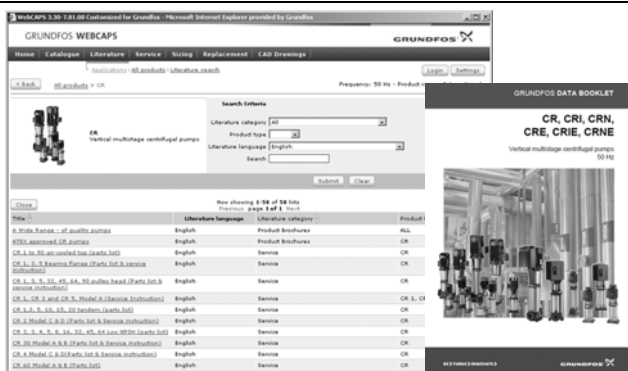 WebCAPS 3.30-7.01.00 Customized for Grundfos - Microsoft Internet Explorer provided by Grundfos
GRUNDFOS WEBCAPS
GRUNDFOS
Home Catalogue Literature Service Sizing Replacement CAD Drawings
Applications › All products › Literature search
Login Settings
< Back All products > CR
Frequency: 50 Hz - Product
Search Criteria
Literature category All
CR
Vertical multistage centrifugal pumps
Product type
Literature language English
Search
Submit Clear
Close
Now showing 1-58 of 58 hits
Previous page 1of 1 Next
Title Literature language Literature category Product
A Wide Range - of quality pumps English Product Brochures ALL
ATEX approved CR pumps English Product Brochures CR
CR 1 to 90 air-cooled top (parts list) English Service CR
CR 1, 3, 5 Bearing flange (Parts list & service instruction) English Service CR
CR 1, 3, 5, 32, 45, 64, 90 pullex head (Parts list & service instruction) English Service CR
CR 1, CR 3 and CR 5, Model A (Service Instruction) English Service CR 1, CR
CR 1,3, 5, 10, 15, 20 tandem (parts list) English Service CR
CR 2 Model C & D (Parts list & Service instruction) English Service CR
CR 2, 3, 4, 5, 8, 16, 32, 45, 64 Low NPSH (parts list) English Service CR
CR 30 Model A & B (Parts list & Service instruction) English Service CR
CR 4 Model C & D(Parts list & Service instruction) English Service CR
CR 60 Model A & B (Parts list) English Service CR
GRUNDFOS DATA BOOKLET
CR, CRI, CRN,
CRE, CRIE, CRNE
Vertical multistage centrifugal pumps
50 Hz
BE > THINK > INNOVATE >
GRUNDFOS